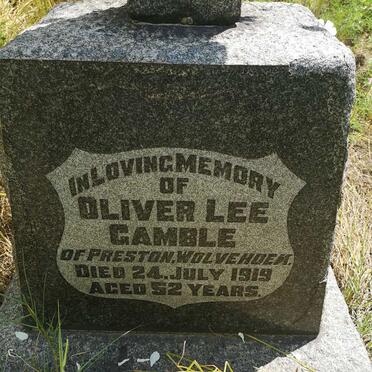 IN LOVING MEMORY
OF
OLIVER LEE
GAMBLE
OF PRESTON, WOLVEHOEK.
DIED 24. JULY 1919
AGED 52 YEARS.